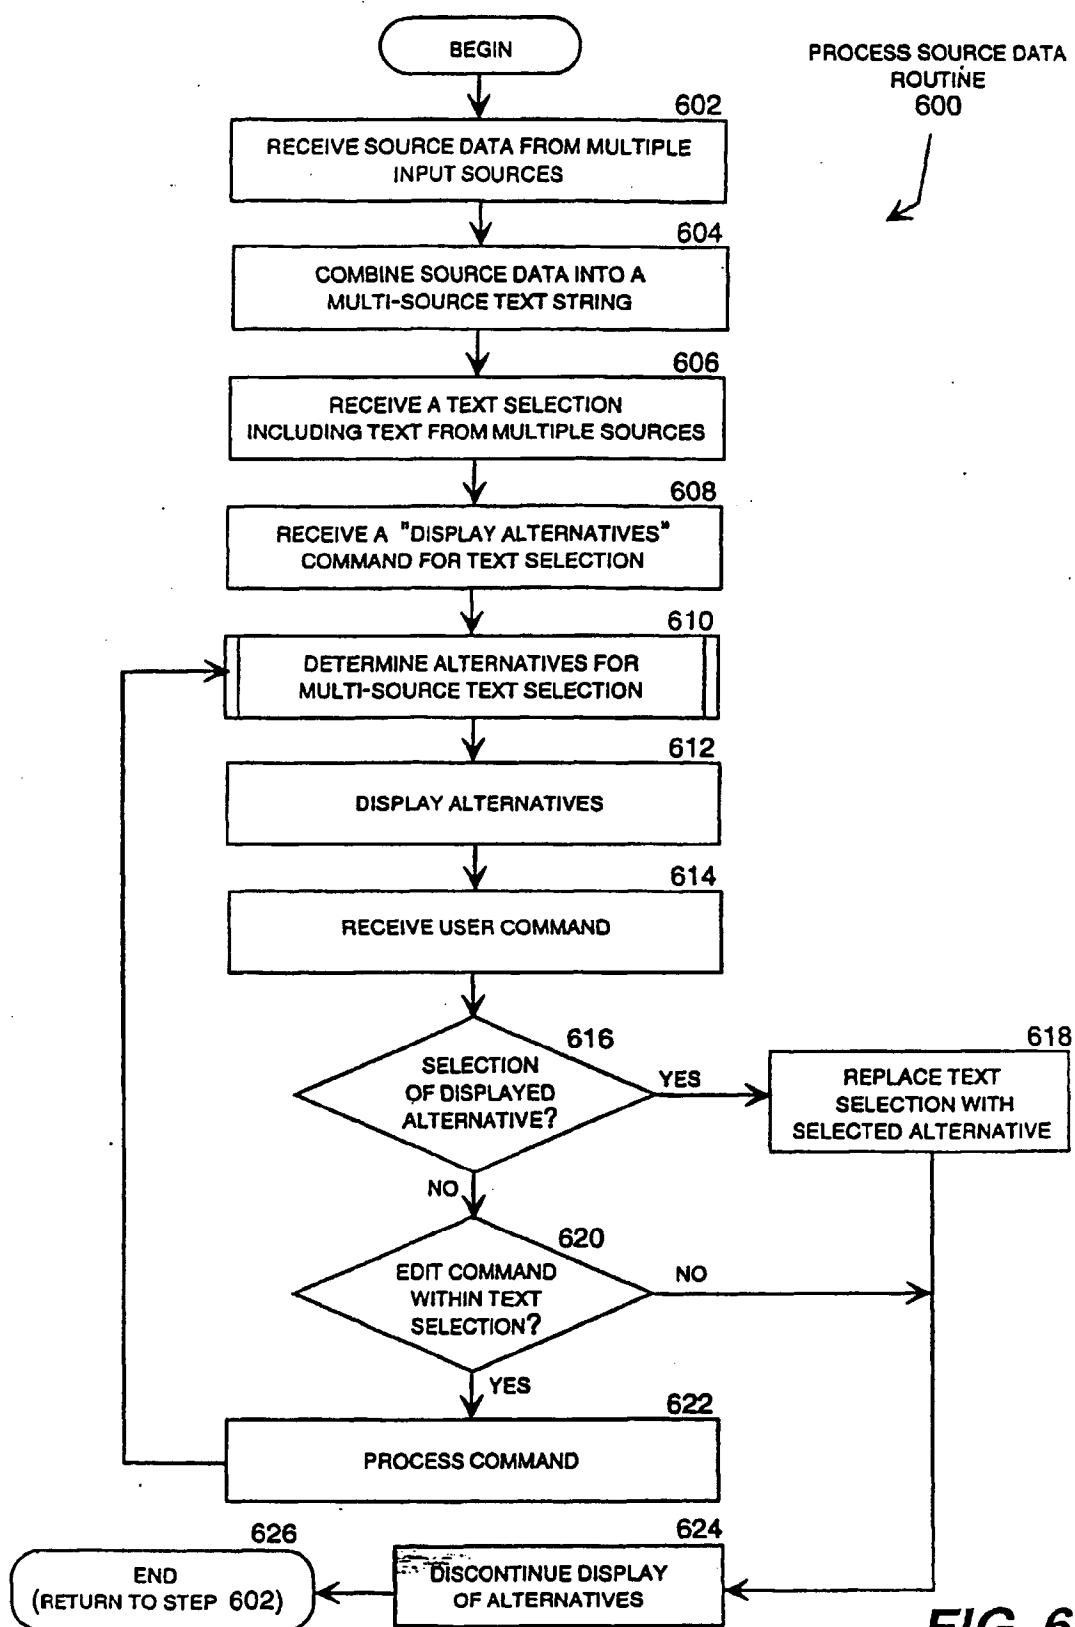 BEGIN
PROCESS SOURCE DATA
ROUTINE
600
602
RECEIVE SOURCE DATA FROM MULTIPLE
INPUT SOURCES
604
COMBINE SOURCE DATA INTO A
MULTI-SOURCE TEXT STRING
606
RECEIVE A TEXT SELECTION
INCLUDING TEXT FROM MULTIPLE SOURCES
608
RECEIVE A "DISPLAY ALTERNATIVES"
COMMAND FOR TEXT SELECTION
610
DETERMINE ALTERNATIVES FOR
MULTI-SOURCE TEXT SELECTION
612
DISPLAY ALTERNATIVES
614
RECEIVE USER COMMAND
616
SELECTION
OF DISPLAYED
ALTERNATIVE?
YES
618
REPLACE TEXT
SELECTION WITH
SELECTED ALTERNATIVE
NO
620
EDIT COMMAND
WITHIN TEXT
SELECTION?
NO
YES
622
PROCESS COMMAND
624
DISCONTINUE DISPLAY
OF ALTERNATIVES
626
END
(RETURN TO STEP 602)
FIG. 6